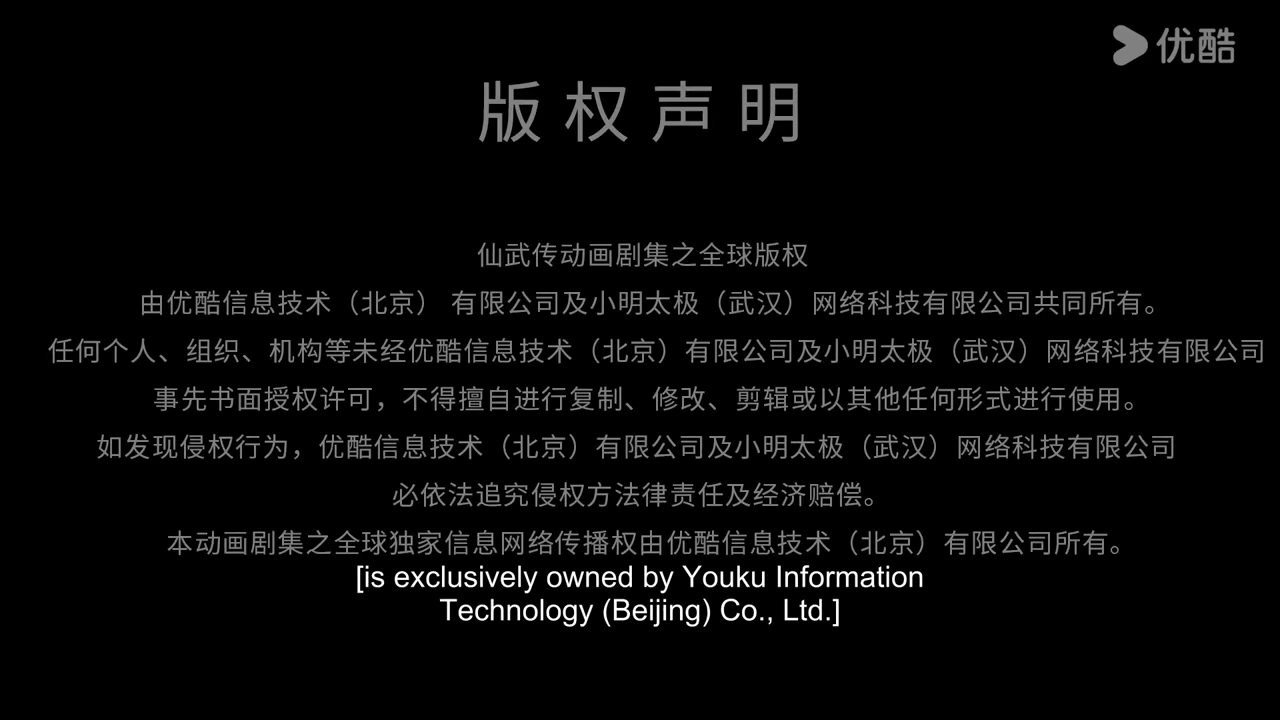 优酷
版权声明
仙武传动画剧集之全球版权
由优酷信息技术（北京） 有限公司及小明太极（武汉）网络科技有限公司共同所有。
任何个人、组织、机构等未经优酷信息技术（北京）有限公司及小明太极（武汉）网络科技有限公司
事先书面授权许可，不得擅自进行复制、修改、剪辑或以其他任何形式进行使用。
如发现侵权行为，优酷信息技术（北京）有限公司及小明太极（武汉）网络科技有限公司
必依法追究侵权方法律责任及经济赔偿。
本动画剧集之全球独家信息网络传播权由优酷信息技术（北京）有限公司所有。
[is exclusively owned by Youku Information
Technology (Beijing) Co., Ltd.]